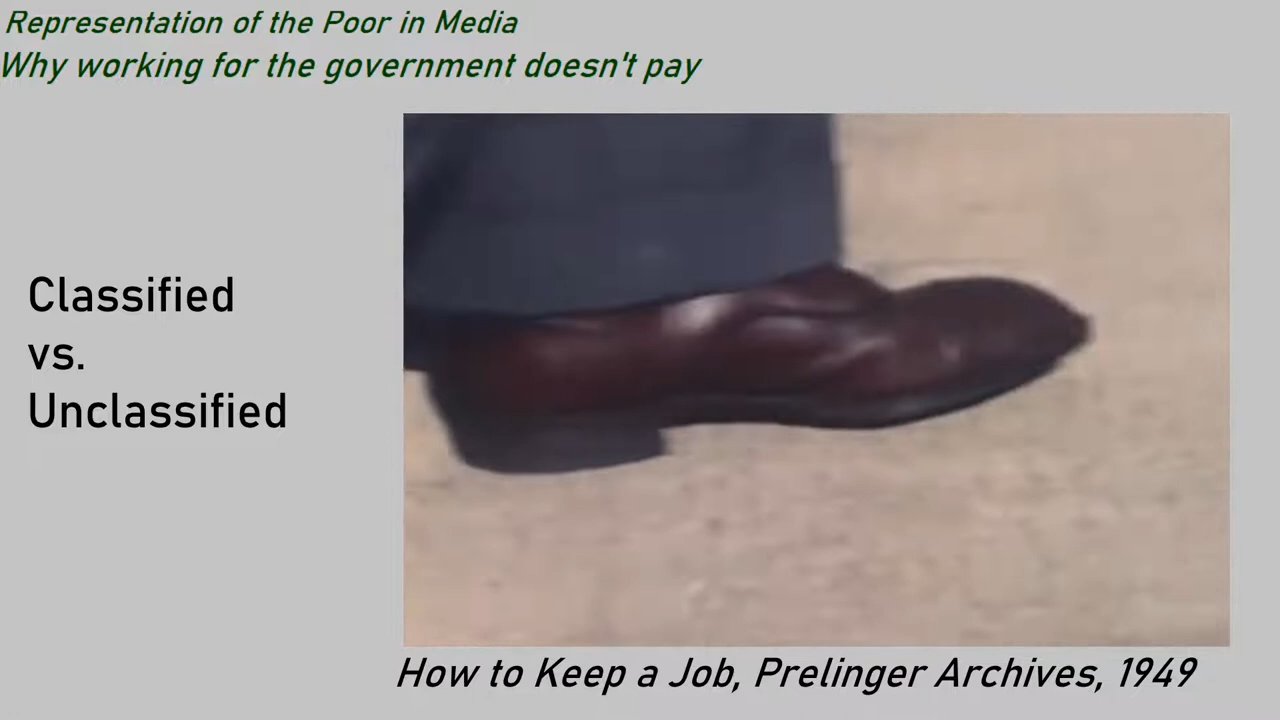 Representation of the Poor in Media
Why working for the government doesn't pay
Classified
vs.
Unclassified
How to Keep a Job, Prelinger Archives, 1949